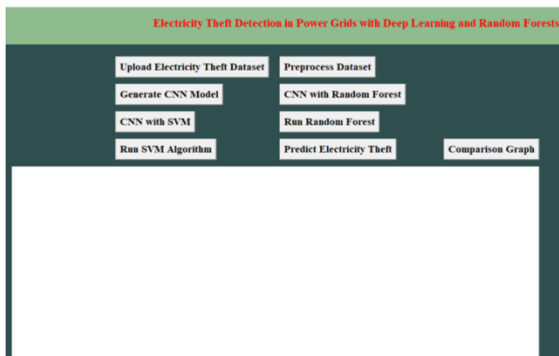 Electricity Theft Detection in Power Grids with Deep Learning and Random Forests
Upload Electricity Theft Dataset Preprocess Dataset
Generate CNN Model CNN with Random Forest
CNN with SVM Run Random Forest
Run SVM Algorithm Predict Electricity Theft Comparison Graph